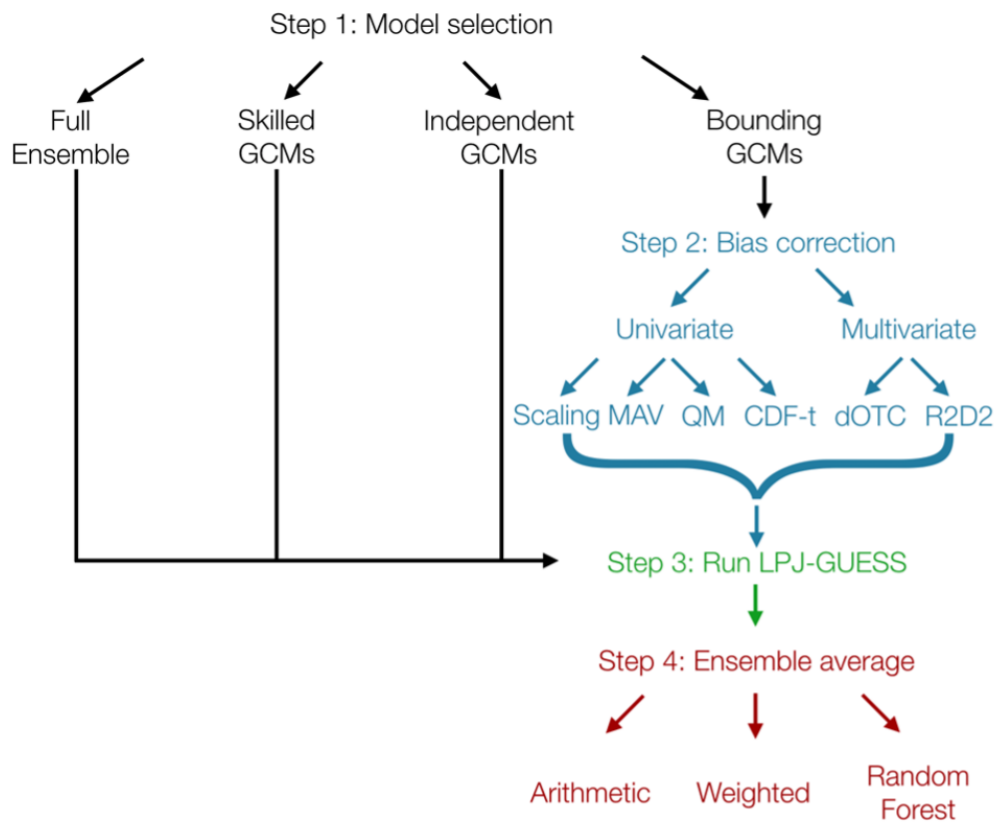 Step 1: Model selection
Full
Ensemble
Skilled
GCMs
Independent
GCMs
Bounding
GCMs
Step 2: Bias correction
Univariate
Multivariate
Scaling MAV QM CDF-t dOTC R2D2
Step 3: Run LPJ-GUESS
Step 4: Ensemble average
Arithmetic
Weighted
Random
Forest